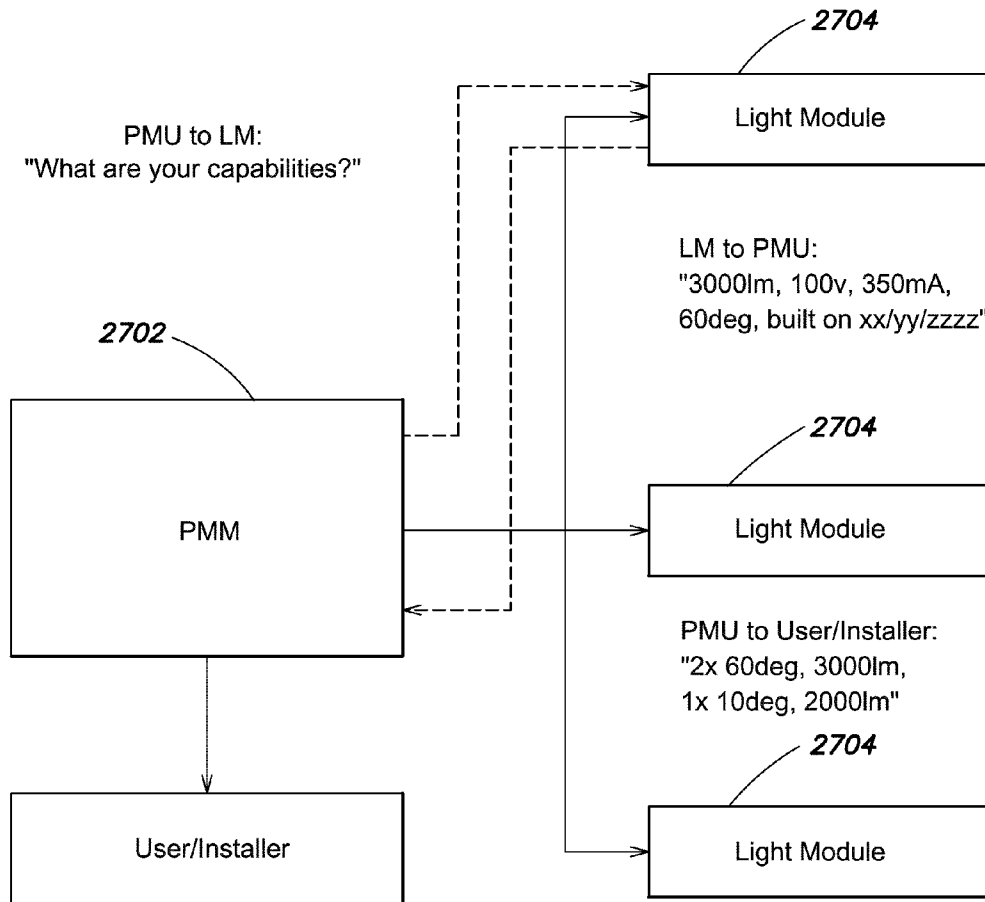 2704
Light Module
PMU to LM:
"What are your capabilities?"
LM to PMU:
"3000lm, 100v, 350mA,
60deg, built on xx/yy/zzzz"
2702
PMM
2704
Light Module
PMU to User/Installer:
"2x 60deg, 3000lm,
1x 10deg, 2000lm"
2704
User/Installer
Light Module